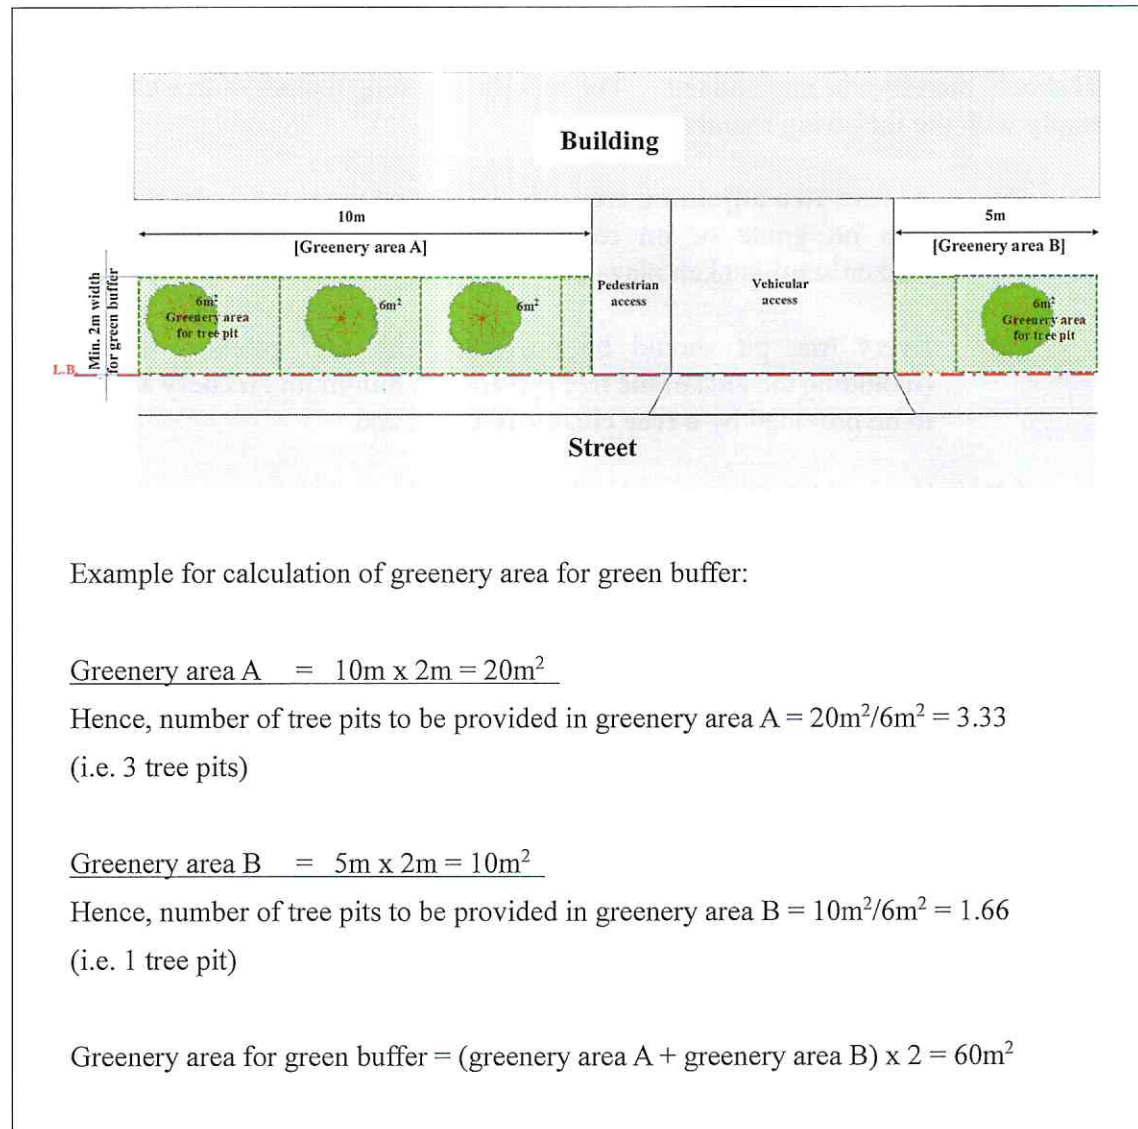 Building
10m
[Greenery area A]
5m
[Greenery area B]
Min. 2m width
for green buffer
6m²
Greenery area
for tree pit
6m²
6m²
Pedestrian
access
Vehicular
access
6m²
Greenery area
for tree pit
L.B
Street
Example for calculation of greenery area for green buffer:
Greenery area A = 10m x 2m = 20m²
Hence, number of tree pits to be provided in greenery area A = 20m²/6m² = 3.33
(i.e. 3 tree pits)
Greenery area B = 5m x 2m = 10m²
Hence, number of tree pits to be provided in greenery area B = 10m²/6m² = 1.66
(i.e. 1 tree pit)
Greenery area for green buffer = (greenery area A + greenery area B) x 2 = 60m²